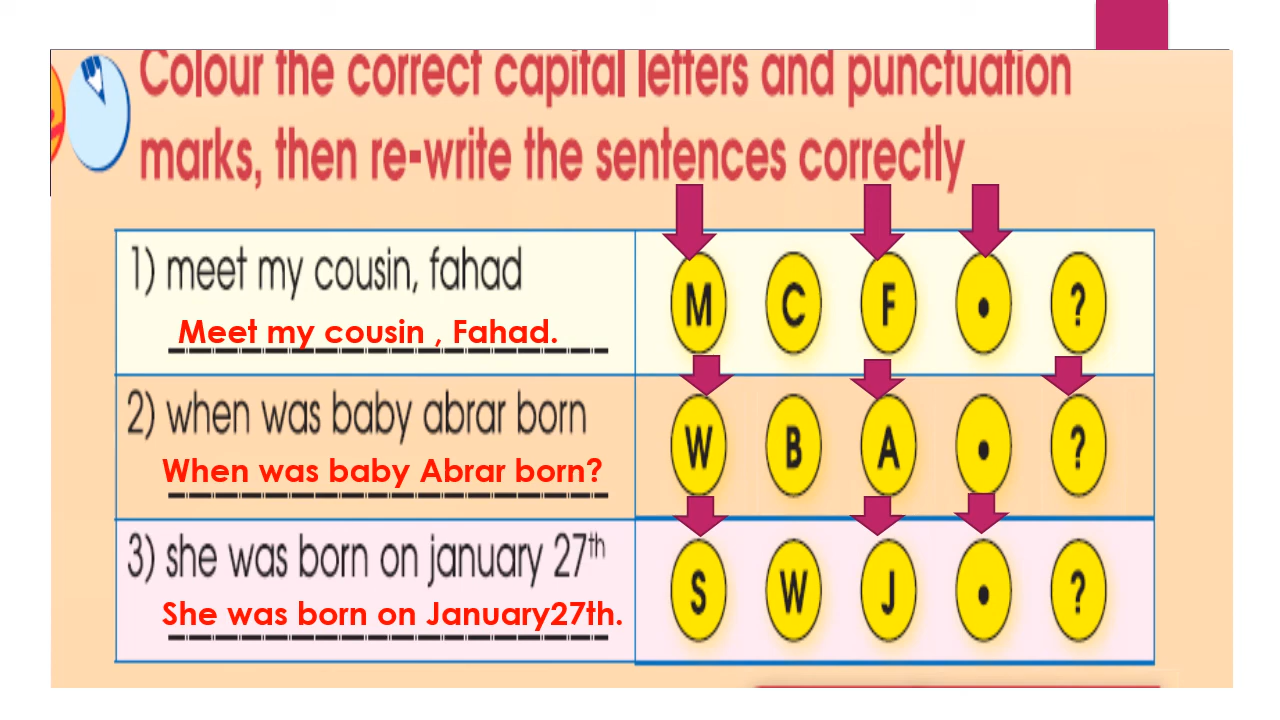 Colour the correct capital letters and punctuation
marks, then re-write the sentences correctly
1) meet my cousin, fahad
Meet my cousin , Fahad.
M C F • ?
2) when was baby abrar born
When was baby Abrar born?
W B A • ?
3) she was born on january 27th
She was born on January27th.
S W J • ?